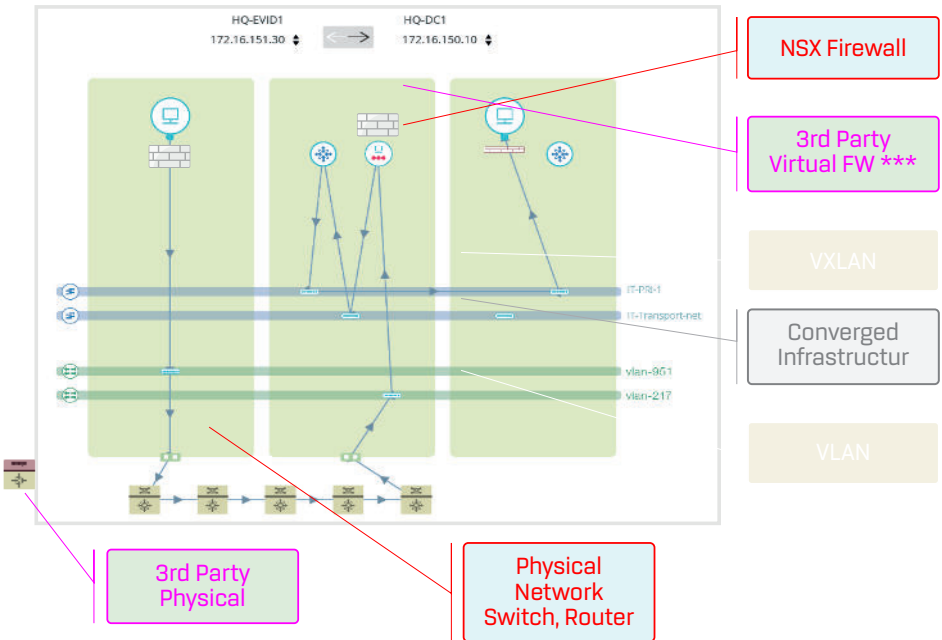 HQ-EVID1
172.16.151.30
HQ-DC1
172.16.150.10
NSX Firewall
3rd Party
Virtual FW ***
VXLAN
IT-PRI-1
IT-Transport-net
Converged
Infrastructur
vlan-951
vlan-217
VLAN
3rd Party
Physical
Physical
Network
Switch, Router